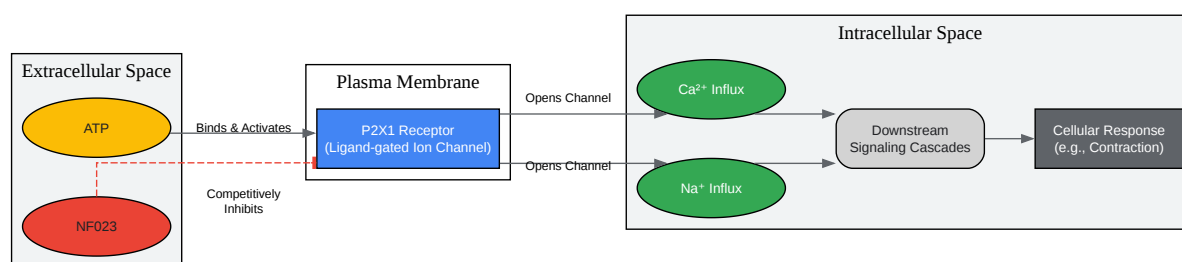 Extracellular Space
ATP
NF023
Binds & Activates
Competitively
Inhibits
Plasma Membrane
P2X1 Receptor
(Ligand-gated Ion Channel)
Opens Channel
Opens Channel
Intracellular Space
Ca²⁺ Influx
Na⁺ Influx
Downstream
Signaling Cascades
Cellular Response
(e.g., Contraction)